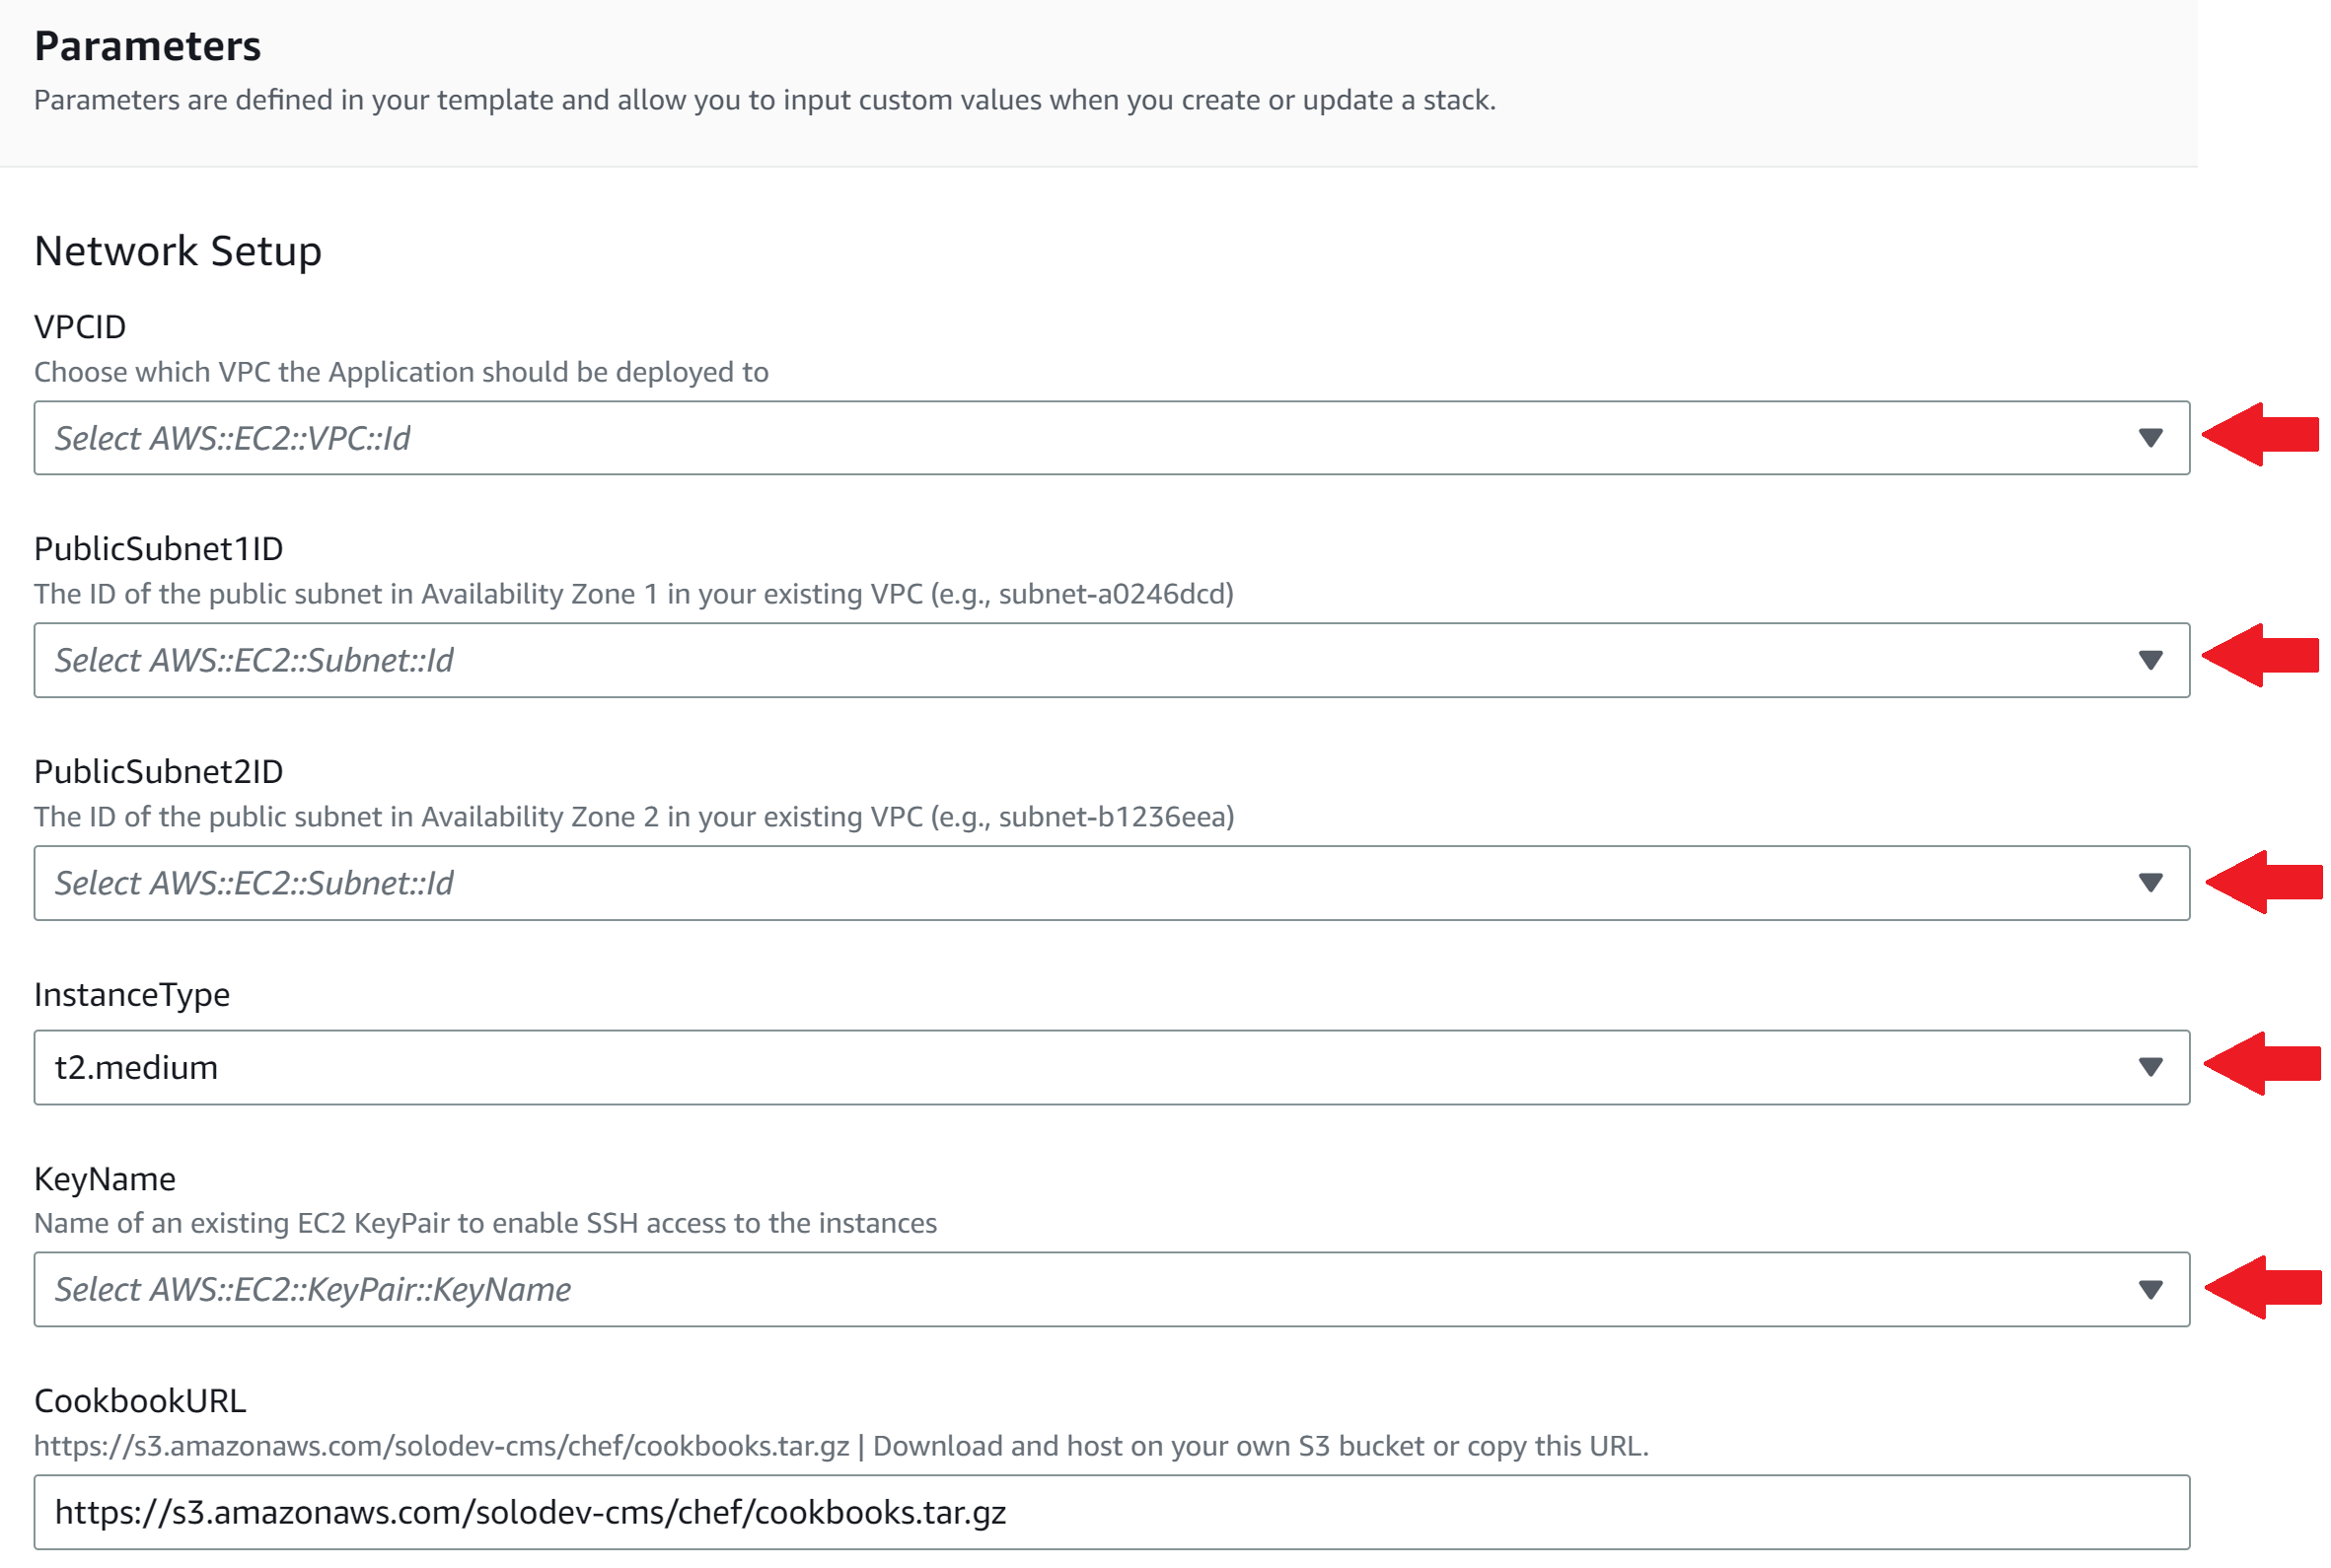 Parameters
Parameters are defined in your template and allow you to input custom values when you create or update a stack.
Network Setup
VPCID
Choose which VPC the Application should be deployed to
Select AWS::EC2::VPC::Id
PublicSubnet1ID
The ID of the public subnet in Availability Zone 1 in your existing VPC (e.g., subnet-a0246dcd)
Select AWS::EC2::Subnet::Id
PublicSubnet2ID
The ID of the public subnet in Availability Zone 2 in your existing VPC (e.g., subnet-b1236eea)
Select AWS::EC2::Subnet::Id
InstanceType
t2.medium
KeyName
Name of an existing EC2 KeyPair to enable SSH access to the instances
Select AWS::EC2::KeyPair::KeyName
CookbookURL
https://s3.amazonaws.com/solodev-cms/chef/cookbooks.tar.gz | Download and host on your own S3 bucket or copy this URL.
https://s3.amazonaws.com/solodev-cms/chef/cookbooks.tar.gz